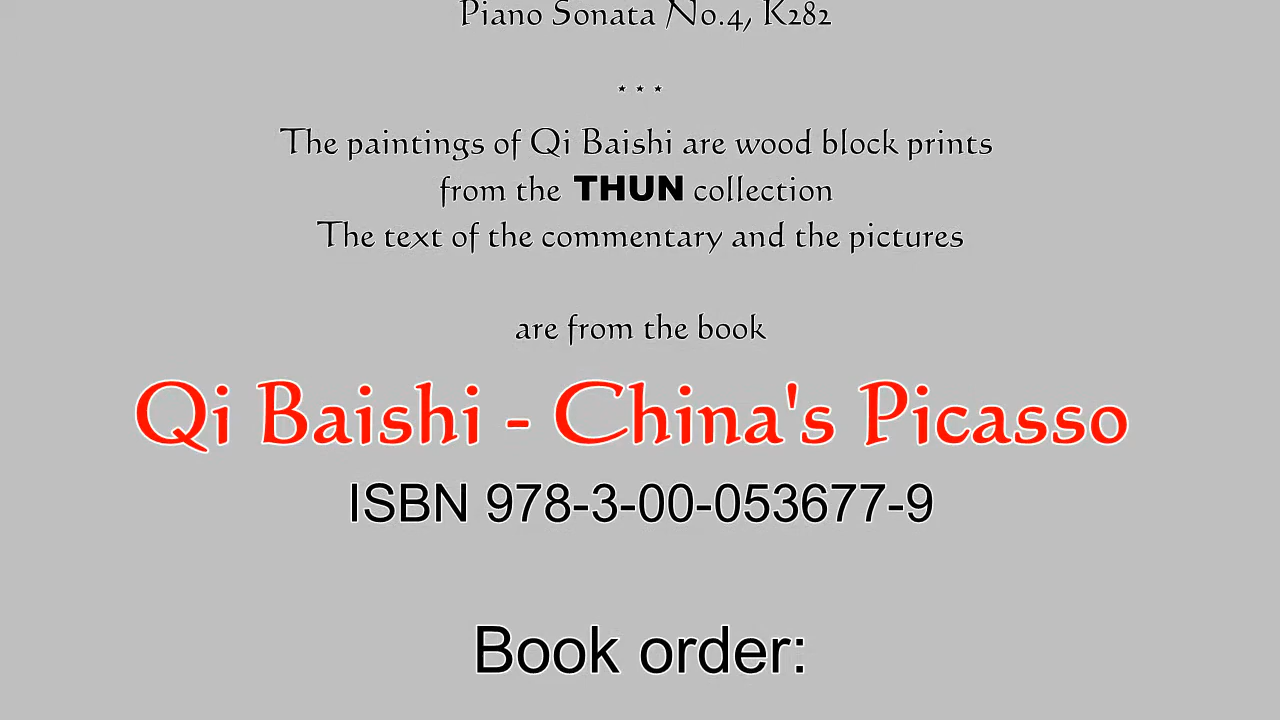 Piano Sonata No.4, K282
* * *
The paintings of Qi Baishi are wood block prints
from the THUN collection
The text of the commentary and the pictures
are from the book
Qi Baishi - China's Picasso
ISBN 978-3-00-053677-9
Book order: